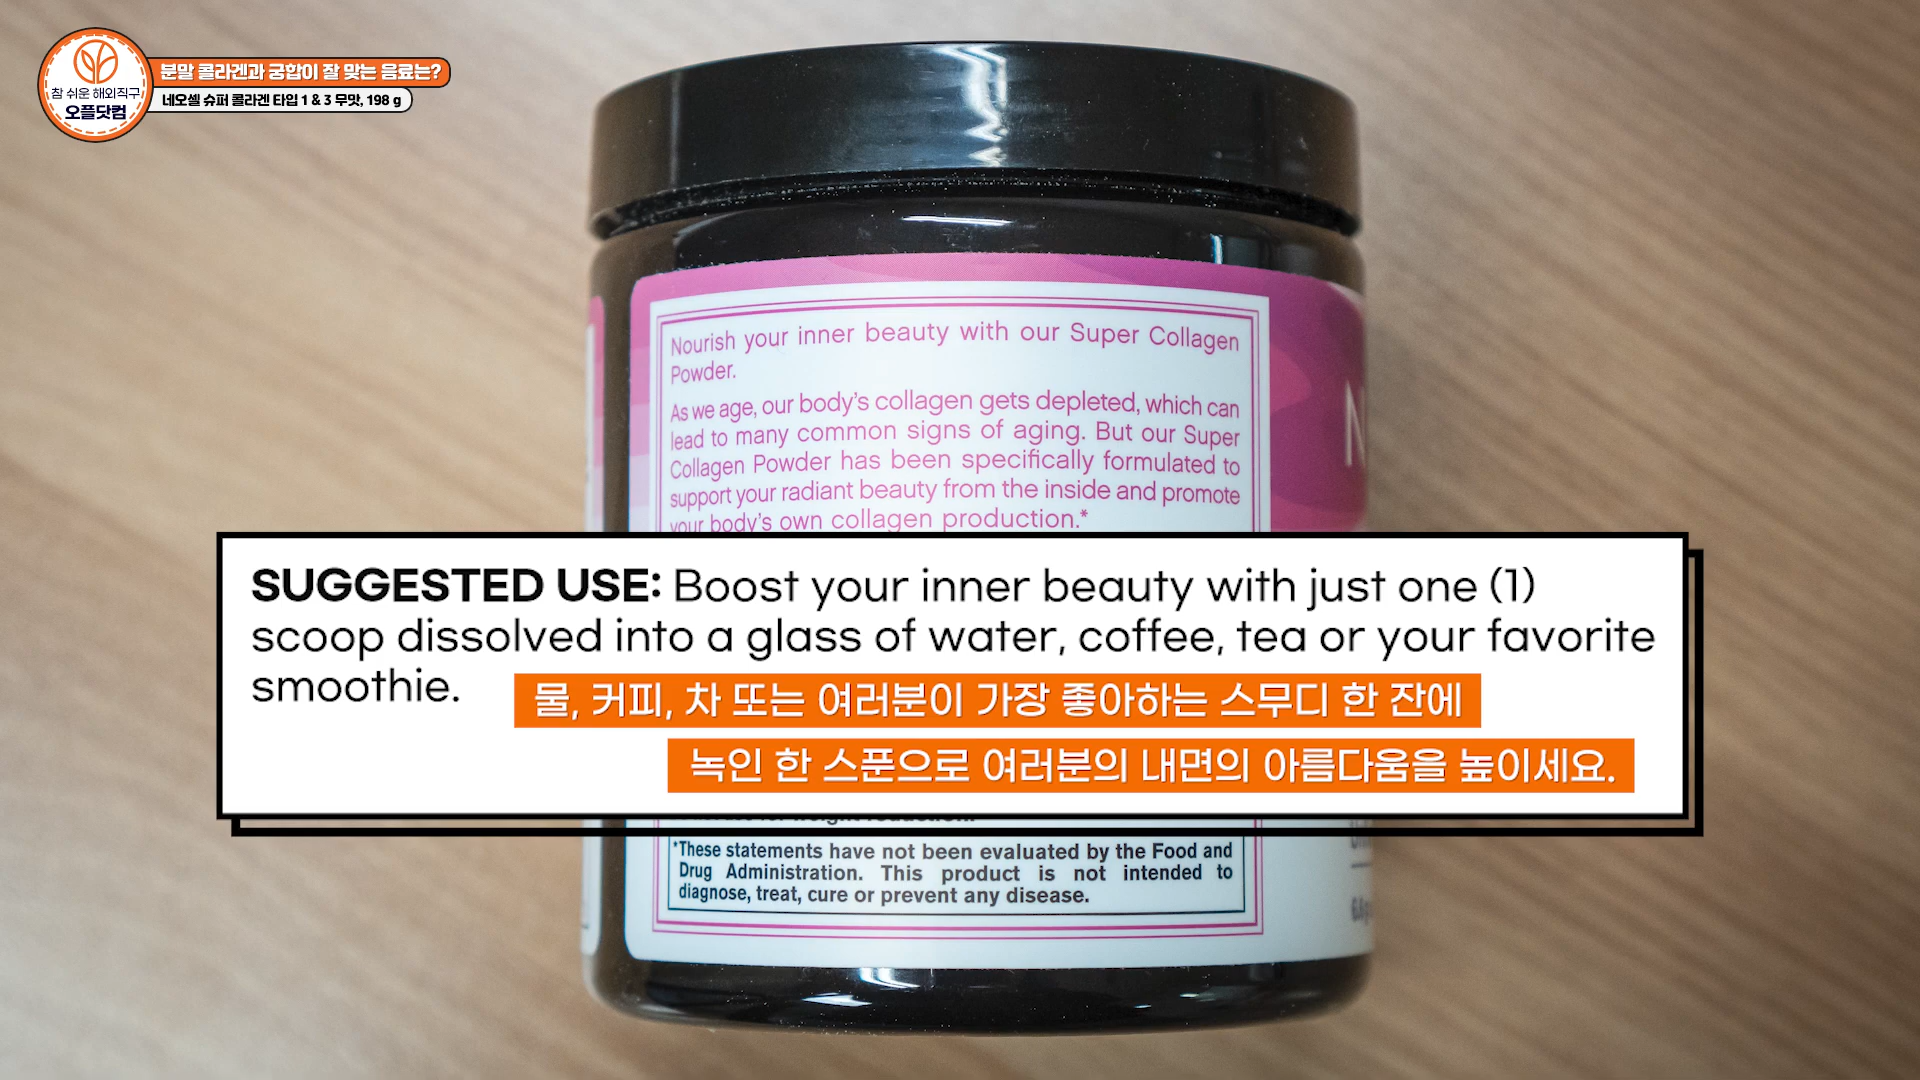 분말 콜라겐과 궁합이 잘 맞는 음료는?
참 쉬운 해외직구
오플닷컴
네오셀 슈퍼 콜라겐 타입 1 & 3 무맛, 198 g
Nourish your inner beauty with our Super Collagen
Powder.
As we age, our body's collagen gets depleted, which can
lead to many common signs of aging. But our Super
Collagen Powder has been specifically formulated to
support your radiant beauty from the inside and promote
your body's own collagen production.*
SUGGESTED USE: Boost your inner beauty with just one (1)
scoop dissolved into a glass of water, coffee, tea or your favorite
smoothie.
물, 커피, 차 또는 여러분이 가장 좋아하는 스무디 한 잔에
녹인 한 스푼으로 여러분의 내면의 아름다움을 높이세요.
*These statements have not been evaluated by the Food and
Drug Administration. This product is not intended to
diagnose, treat, cure or prevent any disease.